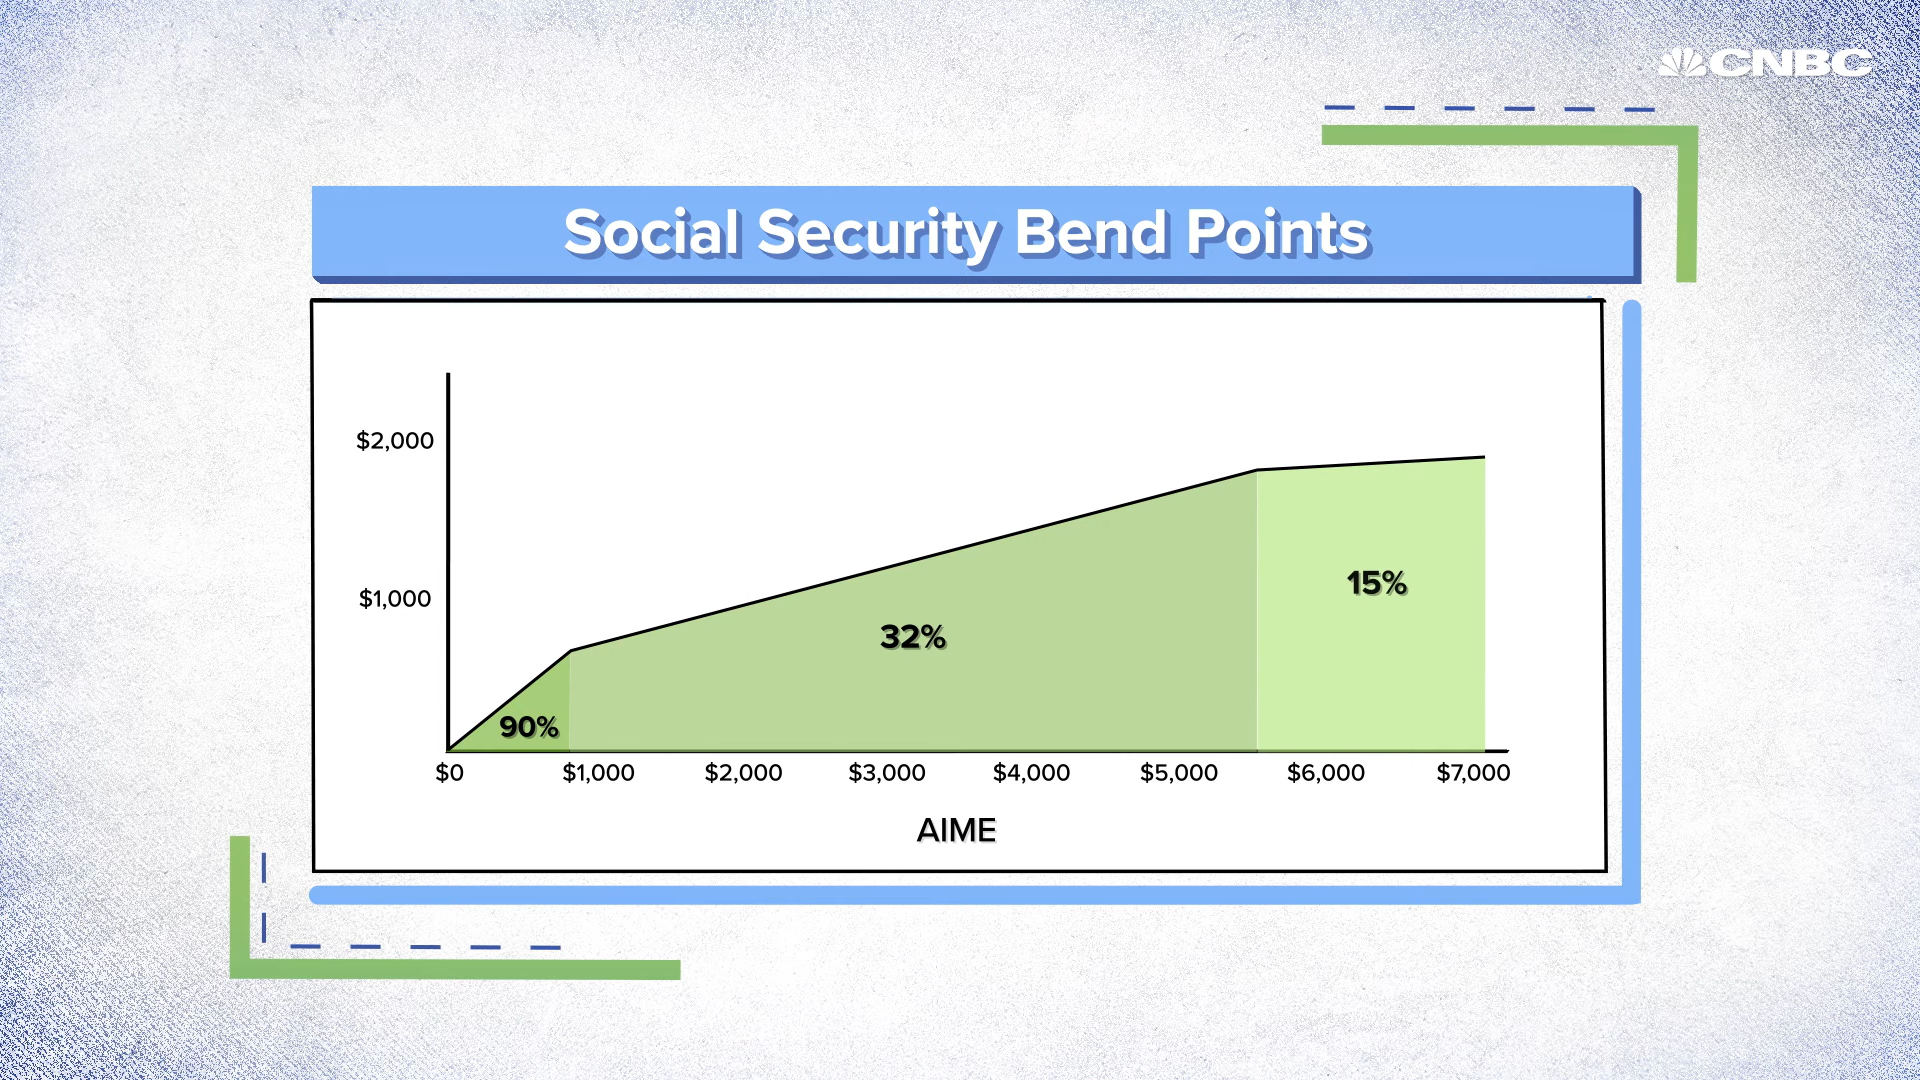 CNBC
Social Security Bend Points
$2,000
$1,000
90%
32%
15%
$0 $1,000 $2,000 $3,000 $4,000 $5,000 $6,000 $7,000
AIME